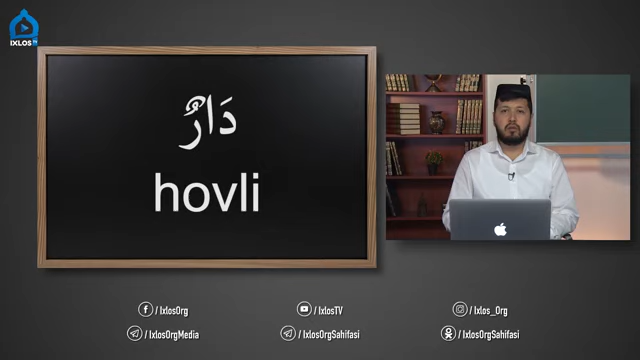 IXLOS TV
دَارٌ
hovli
/ IxlosOrg
/ IxlosTV
/ Ixlos_Org
/ IxlosOrgMedia
/ IxlosOrgSahifasi
/ IxlosOrgSahifasi